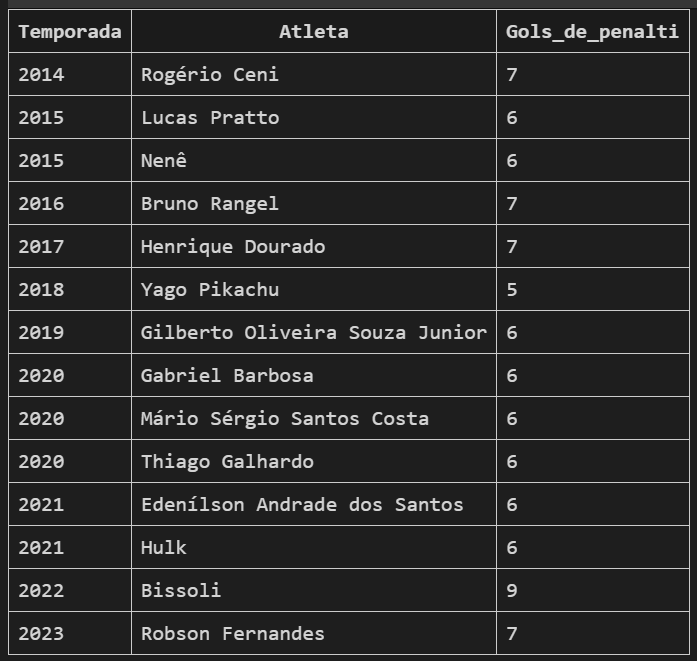 Temporada Atleta Gols_de_penalti
2014 Rogério Ceni 7
2015 Lucas Pratto 6
2015 Nenê 6
2016 Bruno Rangel 7
2017 Henrique Dourado 7
2018 Yago Pikachu 5
2019 Gilberto Oliveira Souza Junior 6
2020 Gabriel Barbosa 6
2020 Mário Sérgio Santos Costa 6
2020 Thiago Galhardo 6
2021 Edenílson Andrade dos Santos 6
2021 Hulk 6
2022 Bissoli 9
2023 Robson Fernandes 7